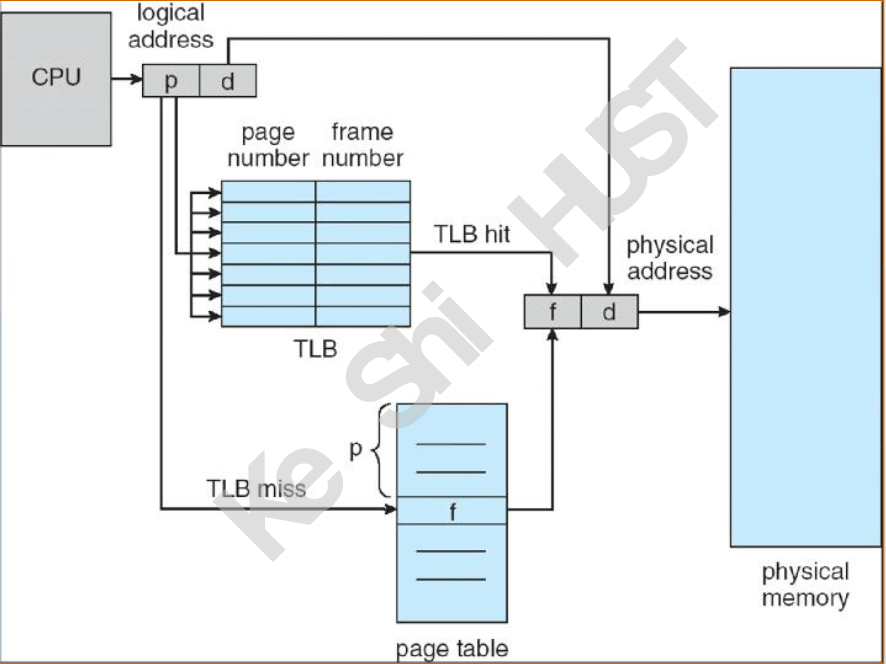 logical
address
CPU
p
d
page
number
frame
number
TLB hit
physical
address
f
d
TLB
p
TLB miss
f
page table
physical
memory
Ke Shi HUST